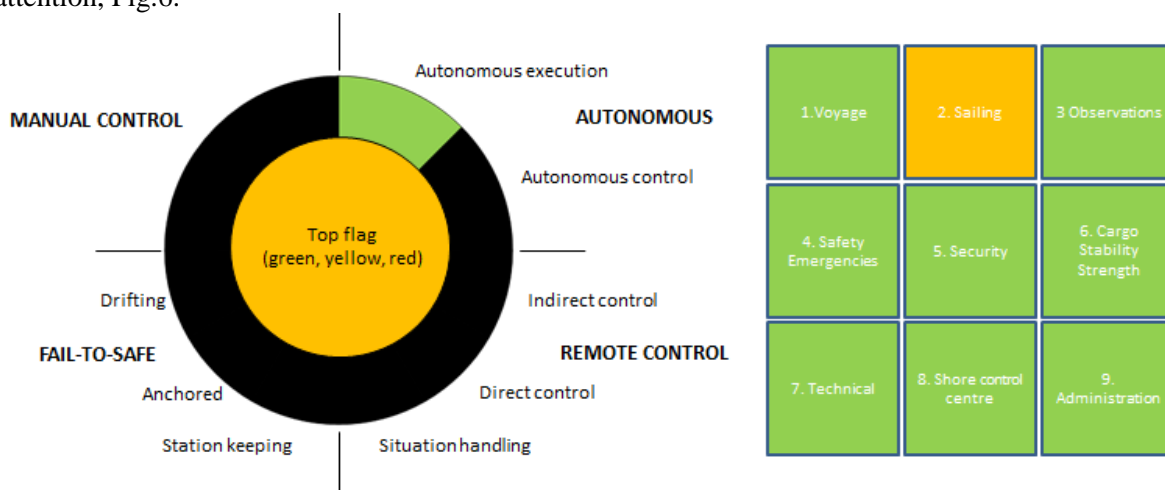 attention, Fig.6.
Autonomous execution
MANUAL CONTROL
AUTONOMOUS
Autonomous control
Top flag
(green, yellow, red)
Drifting
Indirect control
FAIL-TO-SAFE
REMOTE CONTROL
Anchored
Direct control
Station keeping
Situation handling
1.Voyage
2. Sailing
3 Observations
4. Safety
Emergencies
5. Security
6. Cargo
Stability
Strength
7. Technical
8. Shore control
centre
9.
Administration